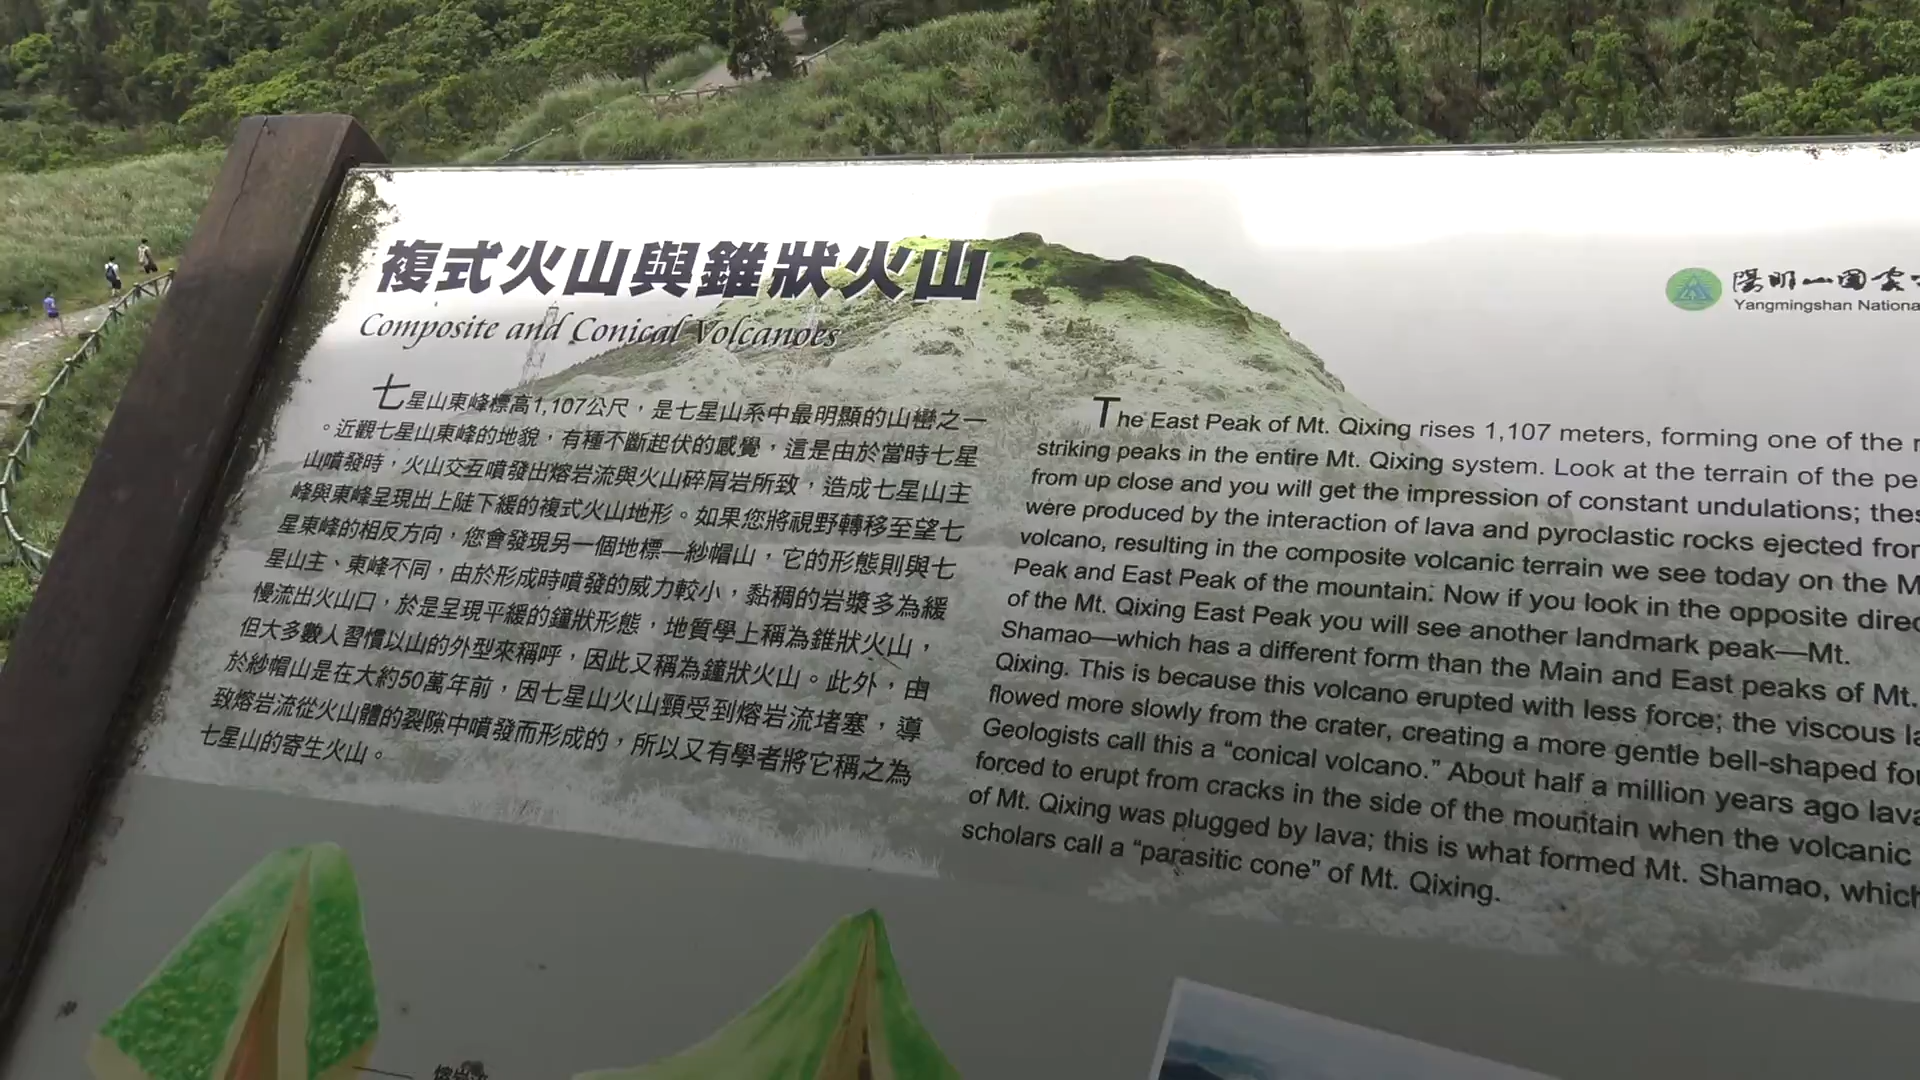 複式火山與錐狀火山
Composite and Conical Volcanoes
陽明山國家
Yangmingshan National
七星山東峰標高1,107公尺，是七星山系中最明顯的山巒之一
。近觀七星山東峰的地貌，有種不斷起伏的感覺，這是由於當時七星
山噴發時，火山交互噴發出熔岩流與火山碎屑岩所致，造成七星山主
峰與東峰呈現出上陡下緩的複式火山地形。如果您將視野轉移至望七
星東峰的相反方向，您會發現另一個地標—紗帽山，它的形態則與七
星山主、東峰不同，由於形成時噴發的威力較小，黏稠的岩漿多為緩
慢流出火山口，於是呈現平緩的鐘狀形態，地質學上稱為錐狀火山，
但大多數人習慣以山的外型來稱呼，因此又稱為鐘狀火山。此外，由
於紗帽山是在大約50萬年前，因七星山火山頸受到熔岩流堵塞，導
致熔岩流從火山體的裂隙中噴發而形成的，所以又有學者將它稱之為
七星山的寄生火山。
The East Peak of Mt. Qixing rises 1,107 meters, forming one of the
striking peaks in the entire Mt. Qixing system. Look at the terrain of the
from up close and you will get the impression of constant undulations;
were produced by the interaction of lava and pyroclastic rocks ejected
volcano, resulting in the composite volcanic terrain we see today on the
Peak and East Peak of the mountain. Now if you look in the opposite
of the Mt. Qixing East Peak you will see another landmark peak—Mt.
Shamao—which has a different form than the Main and East peaks of Mt.
Qixing. This is because this volcano erupted with less force; the viscous
flowed more slowly from the crater, creating a more gentle bell-shaped
Geologists call this a “conical volcano.” About half a million years ago lava
forced to erupt from cracks in the side of the mountain when the volcanic
of Mt. Qixing was plugged by lava; this is what formed Mt. Shamao, which
scholars call a “parasitic cone” of Mt. Qixing.